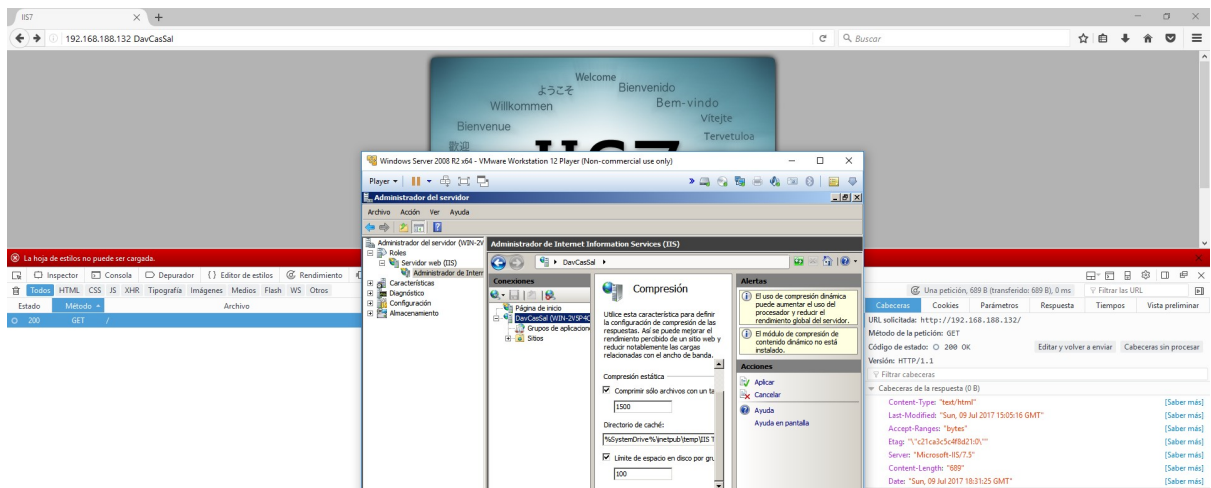 IIS7
192.168.188.132 DavCasSal
Buscar
Welcome
ようこそ
Bienvenido
Willkommen
Bem-vindo
Vítejte
Bienvenue
Tervetuloa
歡迎
Windows Server 2008 R2 x64 - VMware Workstation 12 Player (Non-commercial use only)
Player
Administrador del servidor
Archivo Acción Ver Ayuda
Administrador del servidor (WIN-2V
Roles
Servidor web (IIS)
Administrador de Intern
Características
Diagnóstico
Configuración
Almacenamiento
Administrador de Internet Information Services (IIS)
DavCasSal
Conexiones
Página de inicio
DavCasSal (WIN-2V5P4C
Grupos de aplicacion
Sitios
Compresión
Utilice esta característica para definir
la configuración de compresión de las
respuestas. Así se puede mejorar el
rendimiento percibido de un sitio web y
reducir notablemente las cargas
relacionadas con el ancho de banda.
Compresión estática
Comprimir sólo archivos con un ta
1500
Directorio de caché:
%SystemDrive%\inetpub\temp\IIS T
Límite de espacio en disco por gru
100
Alertas
El uso de compresión dinámica
puede aumentar el uso del
procesador y reducir el
rendimiento global del servidor.
El módulo de compresión de
contenido dinámico no está
instalado.
Acciones
Aplicar
Cancelar
Ayuda
Ayuda en pantalla
La hoja de estilos no puede ser cargada.
Inspector Consola Depurador {} Editor de estilos Rendimiento
Todos HTML CSS JS XHR Tipografía Imágenes Medios Flash WS Otros
Una petición, 689 B (transferido: 689 B), 0 ms Filtrar las URL
Estado Método Archivo
200 GET /
Cabeceras Cookies Parámetros Respuesta Tiempos Vista preliminar
URL solicitada: http://192.168.188.132/
Método de la petición: GET
Código de estado: 200 OK Editar y volver a enviar Cabeceras sin procesar
Versión: HTTP/1.1
Filtrar cabeceras
Cabeceras de la respuesta (0 B)
Content-Type: "text/html" [Saber más]
Last-Modified: "Sun, 09 Jul 2017 15:05:16 GMT" [Saber más]
Accept-Ranges: "bytes" [Saber más]
Etag: "\"c21ca3c5c4f8d21:0\"" [Saber más]
Server: "Microsoft-IIS/7.5" [Saber más]
Content-Length: "689" [Saber más]
Date: "Sun, 09 Jul 2017 18:31:25 GMT" [Saber más]